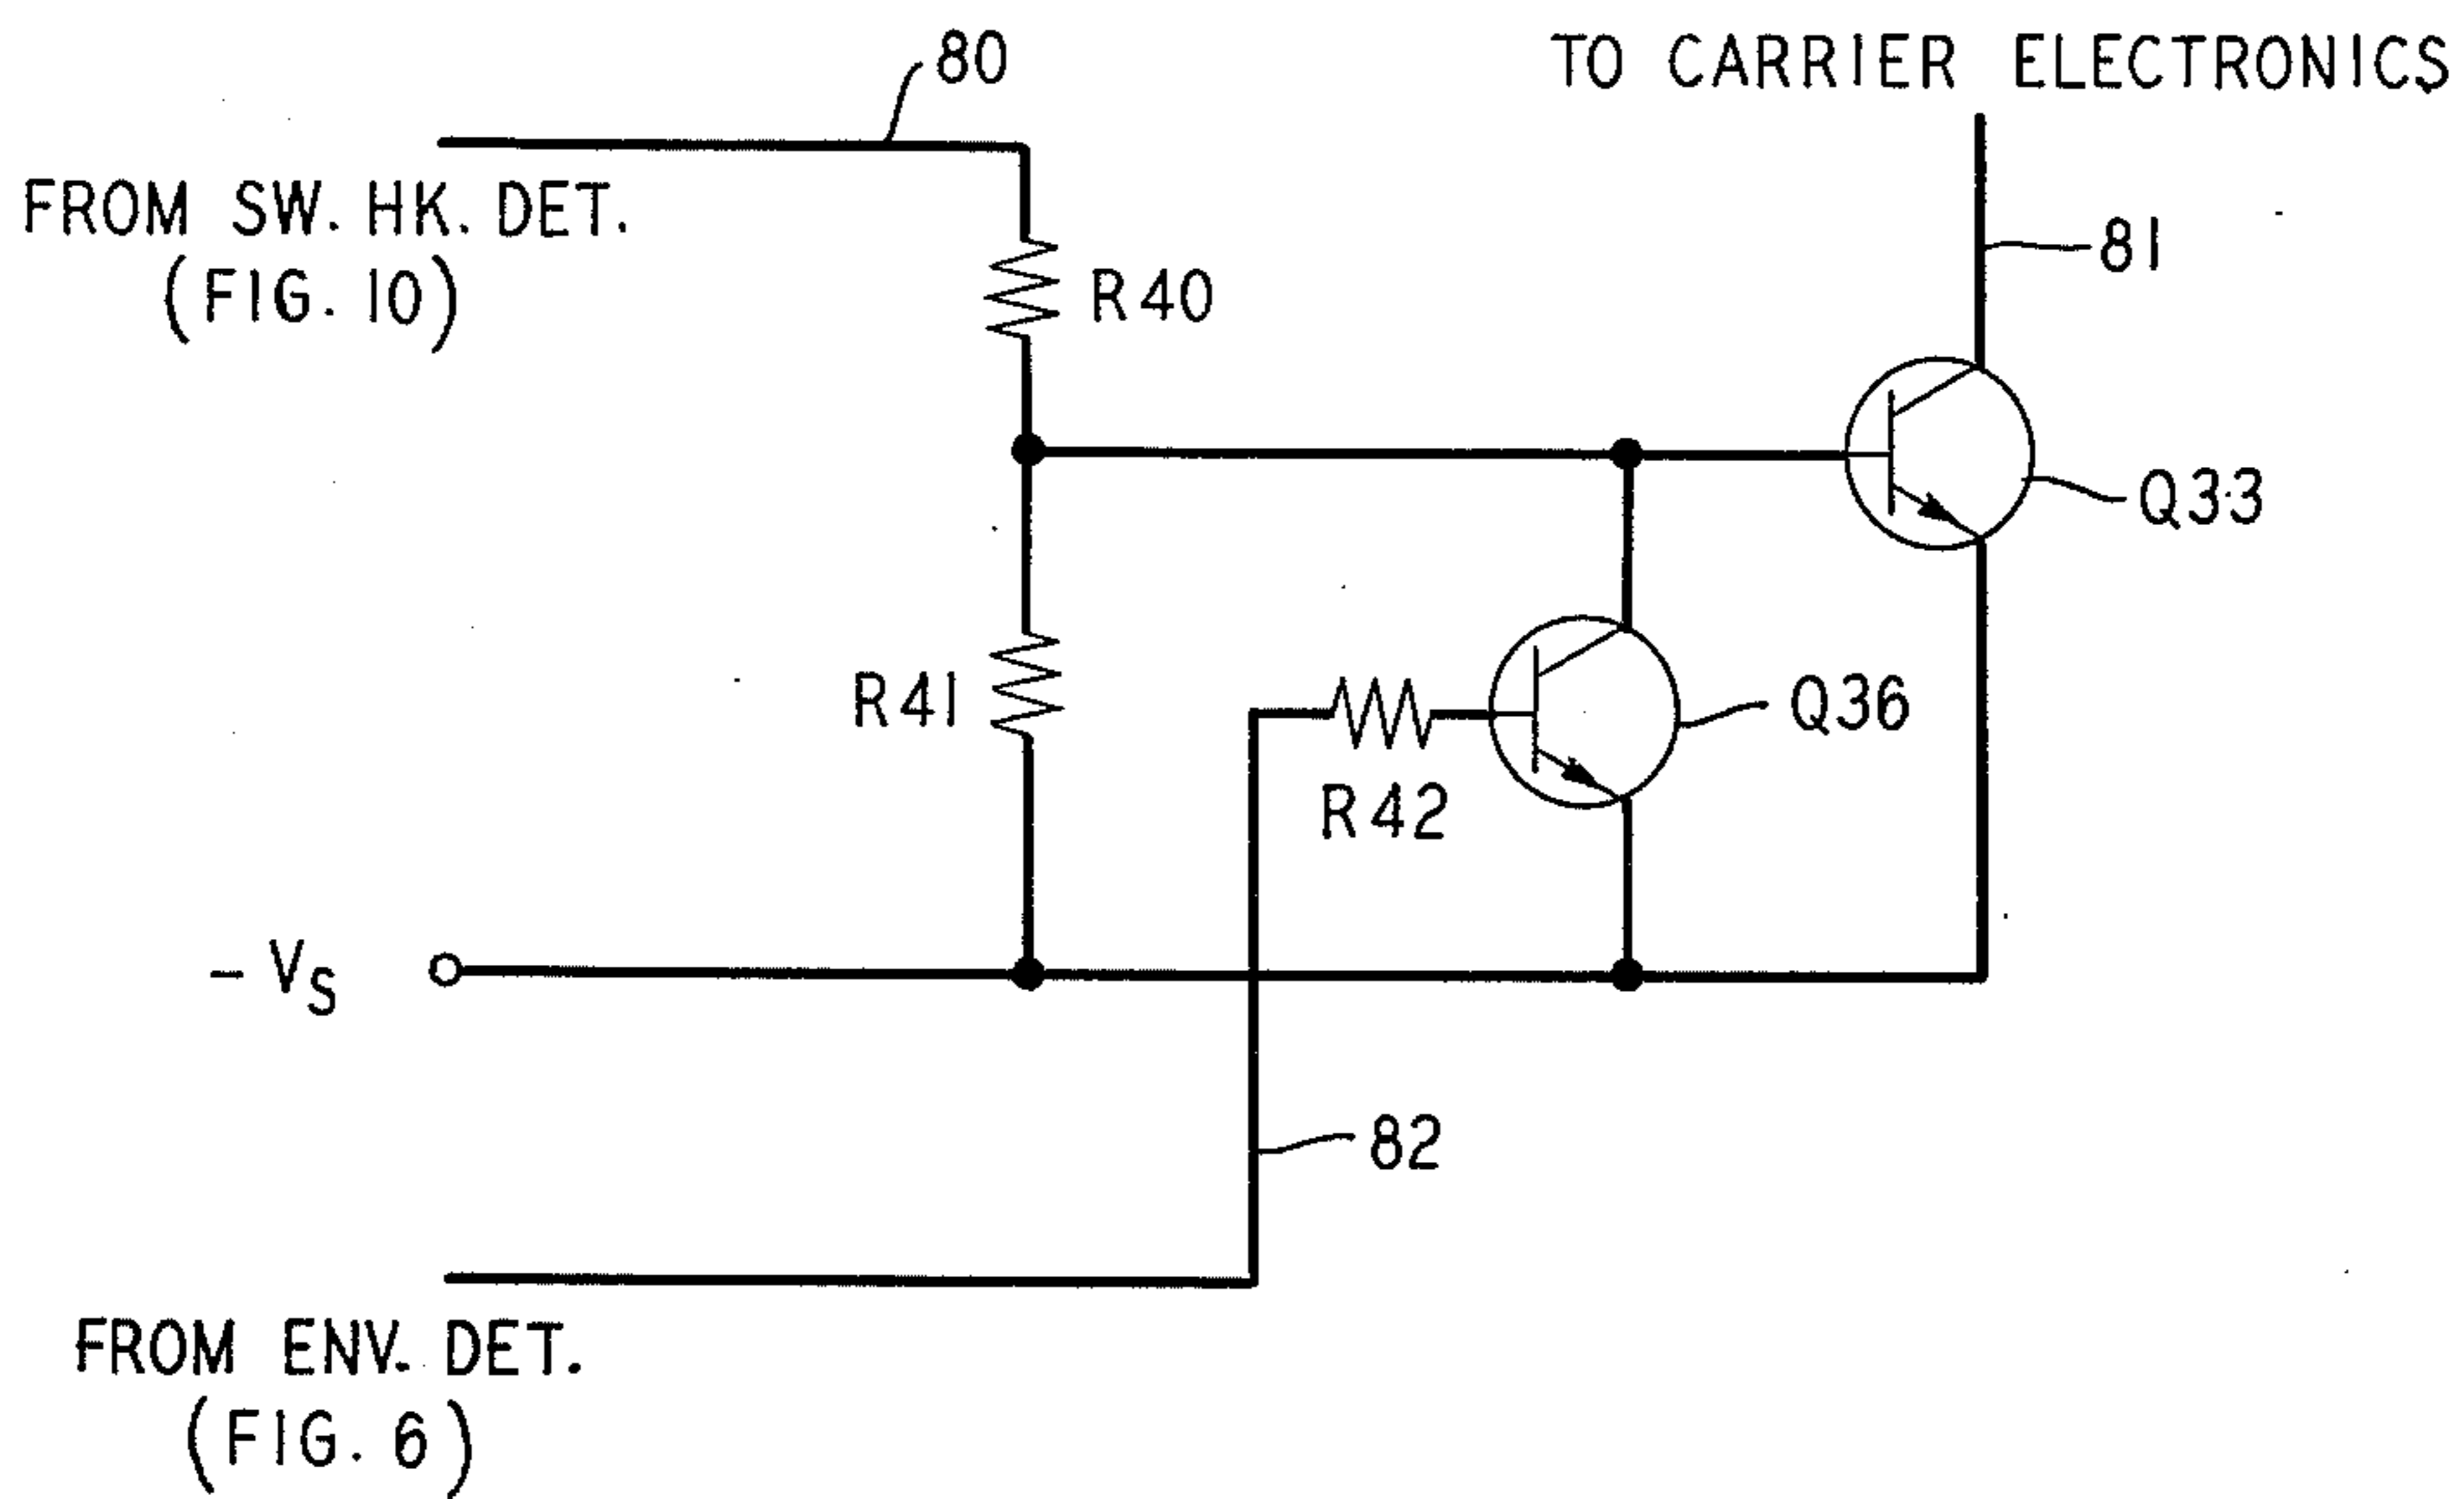 80
TO CARRIER ELECTRONICS
FROM SW. HK. DET.
(FIG. 10)
81
R40
Q33
R41
Q36
R42
- VS
82
FROM ENV. DET.
(FIG. 6)